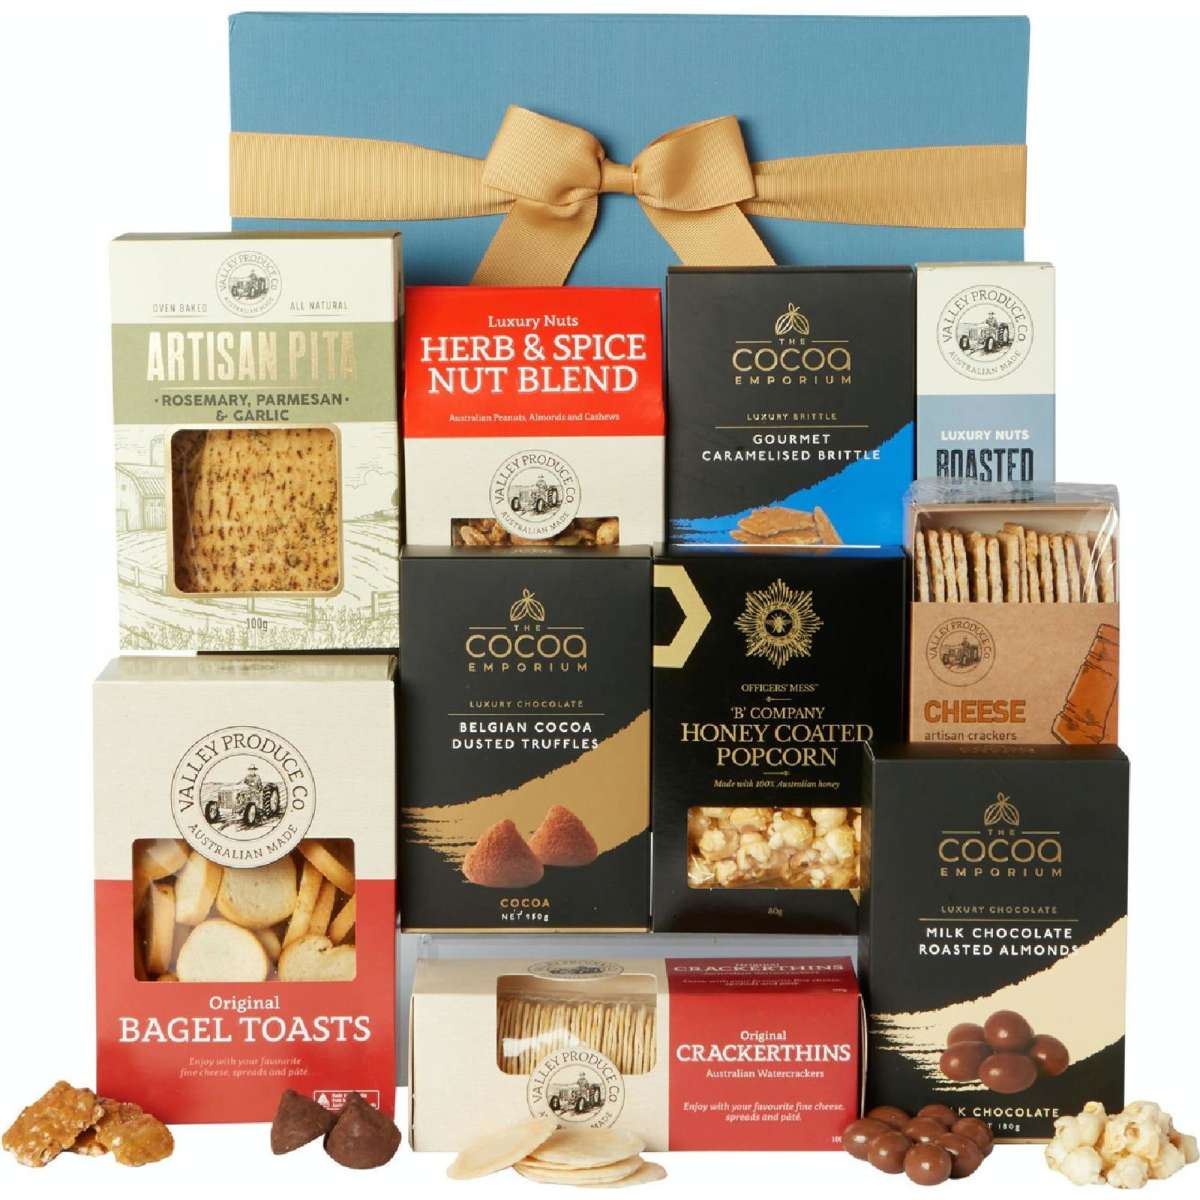 VALLEY PRODUCE Co
AUSTRALIAN MADE
OVEN BAKED
ALL NATURAL
ARTISAN PITA
• ROSEMARY, PARMESAN •
& GARLIC
100g
Luxury Nuts
HERB & SPICE
NUT BLEND
Australian Peanuts, Almonds and Cashews
VALLEY PRODUCE Co
AUSTRALIAN MADE
THE
COCOA
EMPORIUM
LUXURY BRITTLE
GOURMET
CARAMELISED BRITTLE
VALLEY PRODUCE Co
AUSTRALIAN MADE
LUXURY NUTS
ROASTED
VALLEY PRODUCE Co
CHEESE
artisan crackers
VALLEY PRODUCE Co
AUSTRALIAN MADE
Original
BAGEL TOASTS
Enjoy with your favourite
fine cheese, spreads and pâté.
THE
COCOA
EMPORIUM
LUXURY CHOCOLATE
BELGIAN COCOA
DUSTED TRUFFLES
COCOA
OFFICERS' MESS™
'B' COMPANY
HONEY COATED
POPCORN
Made with 100% Australian honey
80g
THE
COCOA
EMPORIUM
LUXURY CHOCOLATE
MILK CHOCOLATE
ROASTED ALMONDS
MILK CHOCOLATE
180g
Original
CRACKERTHINS
VALLEY PRODUCE Co
Original
CRACKERTHINS
Australian Watercrackers
Enjoy with your favourite fine cheese,
spreads and pâté.